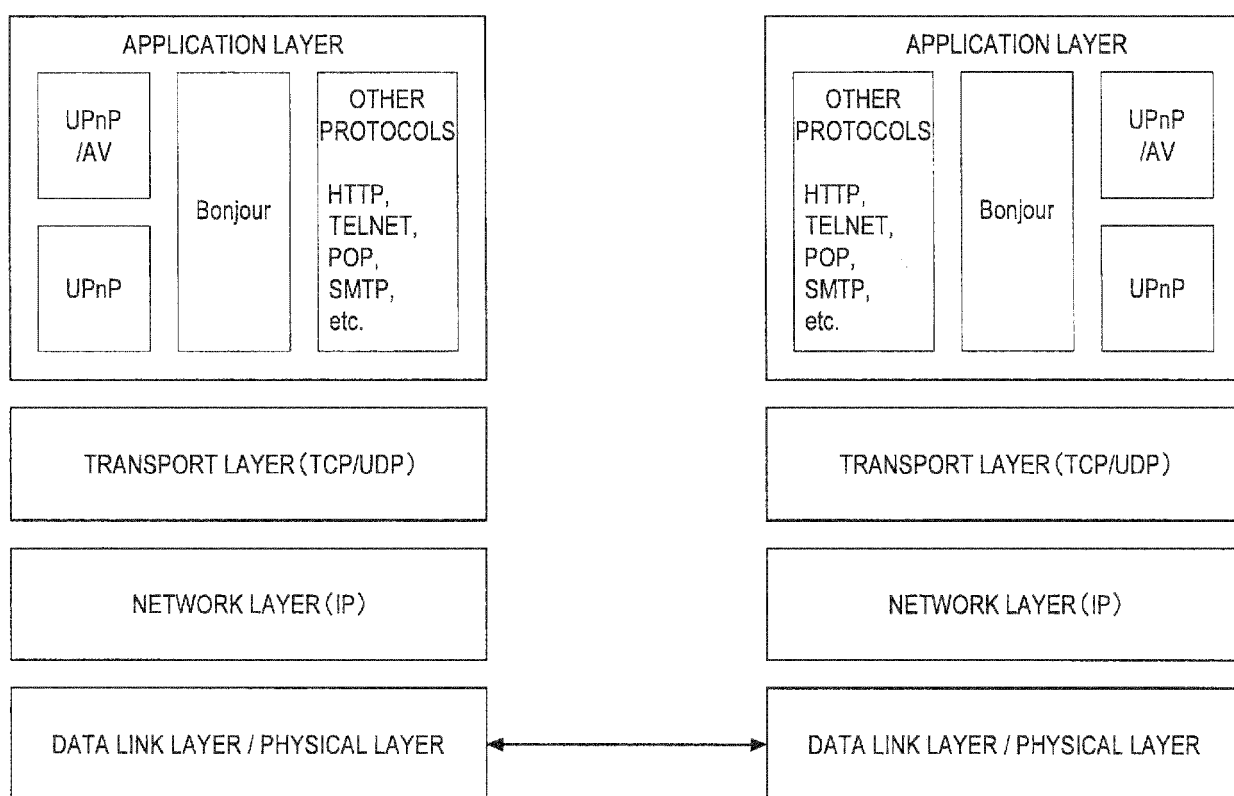 APPLICATION LAYER
UPnP
/AV
UPnP
Bonjour
OTHER
PROTOCOLS
HTTP,
TELNET,
POP,
SMTP,
etc.
TRANSPORT LAYER (TCP/UDP)
NETWORK LAYER (IP)
DATA LINK LAYER / PHYSICAL LAYER
APPLICATION LAYER
OTHER
PROTOCOLS
HTTP,
TELNET,
POP,
SMTP,
etc.
Bonjour
UPnP
/AV
UPnP
TRANSPORT LAYER (TCP/UDP)
NETWORK LAYER (IP)
DATA LINK LAYER / PHYSICAL LAYER